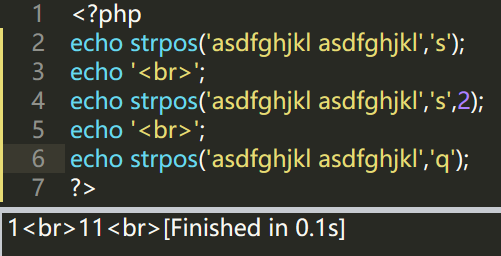 1 <?php
2 echo strpos('asdfghjkl asdfghjkl','s');
3 echo '<br>';
4 echo strpos('asdfghjkl asdfghjkl','s',2);
5 echo '<br>';
6 echo strpos('asdfghjkl asdfghjkl','q');
7 ?>
1<br>11<br>[Finished in 0.1s]